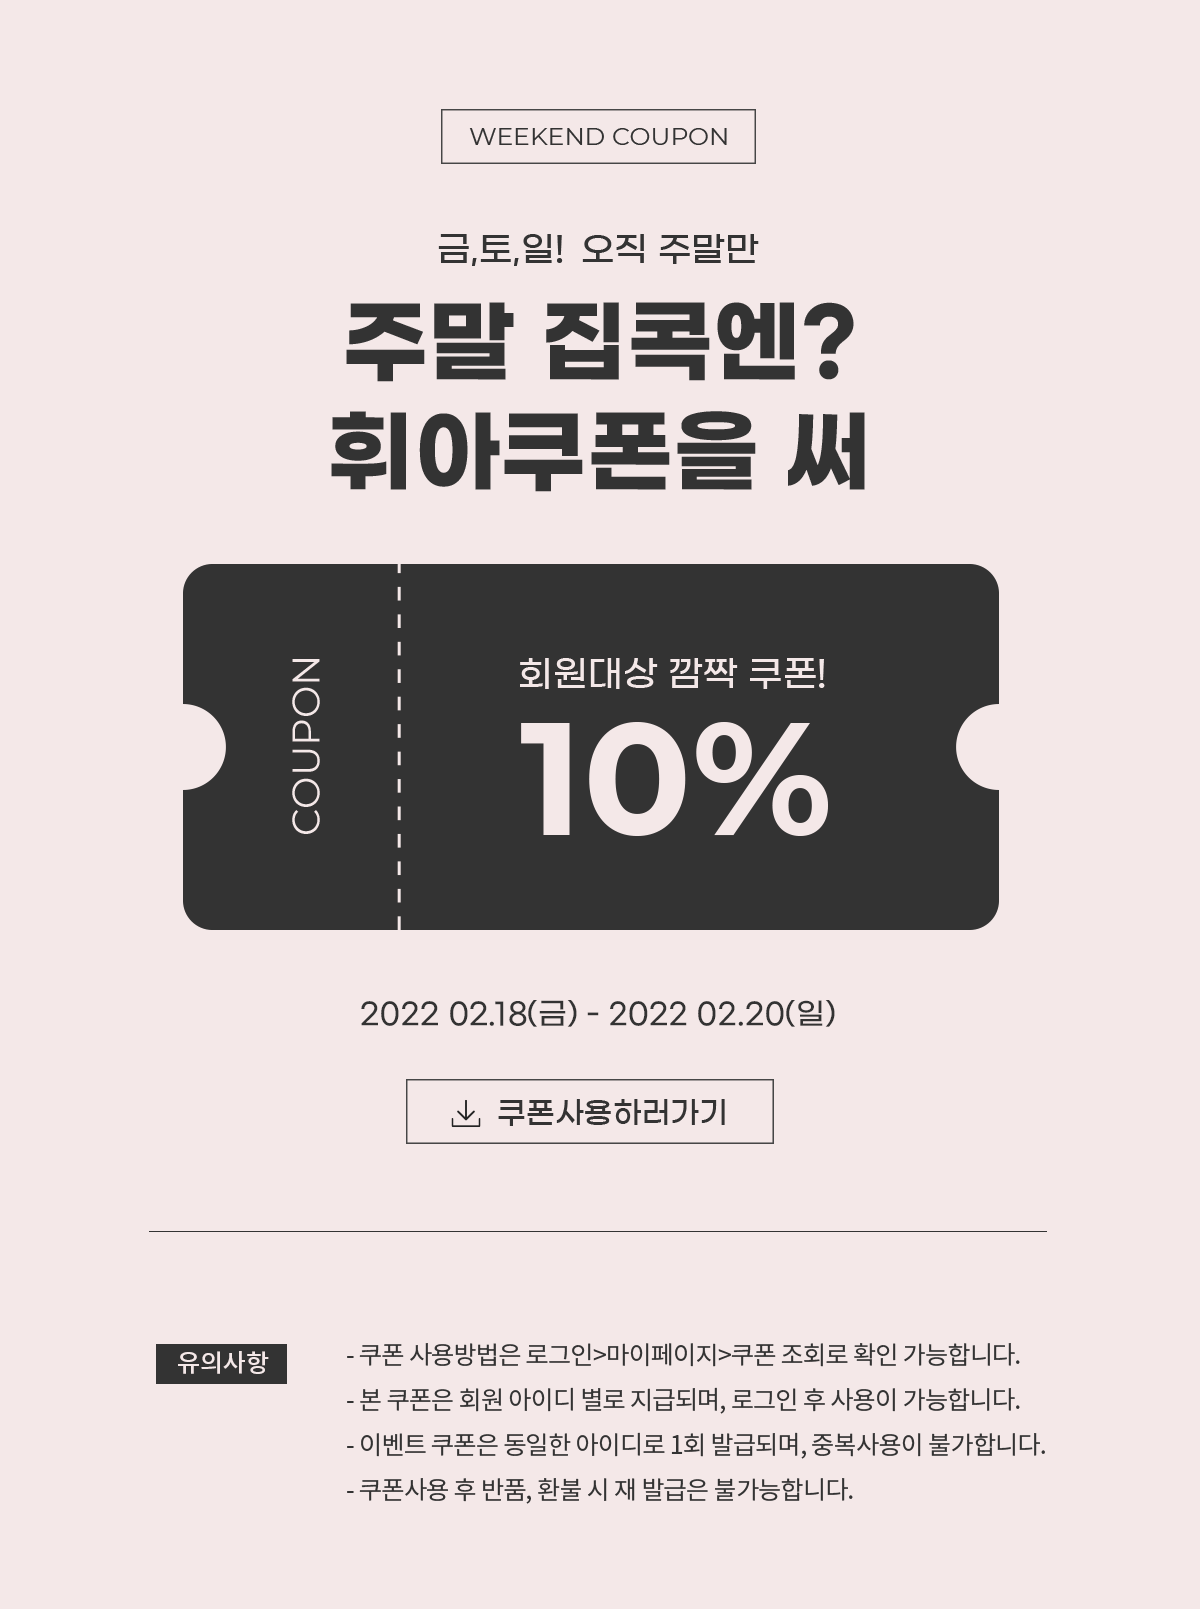 WEEKEND COUPON
금,토,일! 오직 주말만
주말 집콕엔?
휘아쿠폰을 써
COUPON
회원대상 깜짝 쿠폰!
10%
2022 02.18(금) - 2022 02.20(일)
쿠폰사용하러가기
유의사항
- 쿠폰 사용방법은 로그인>마이페이지>쿠폰 조회로 확인 가능합니다.
- 본 쿠폰은 회원 아이디 별로 지급되며, 로그인 후 사용이 가능합니다.
- 이벤트 쿠폰은 동일한 아이디로 1회 발급되며, 중복사용이 불가합니다.
- 쿠폰사용 후 반품, 환불 시 재 발급은 불가능합니다.